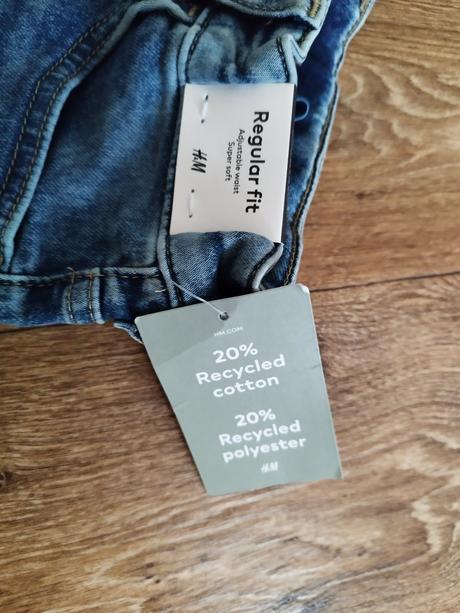 Regular fit
Adjustable waist
Super soft
H&M
HM.COM
20%
Recycled
cotton
20%
Recycled
polyester
H&M